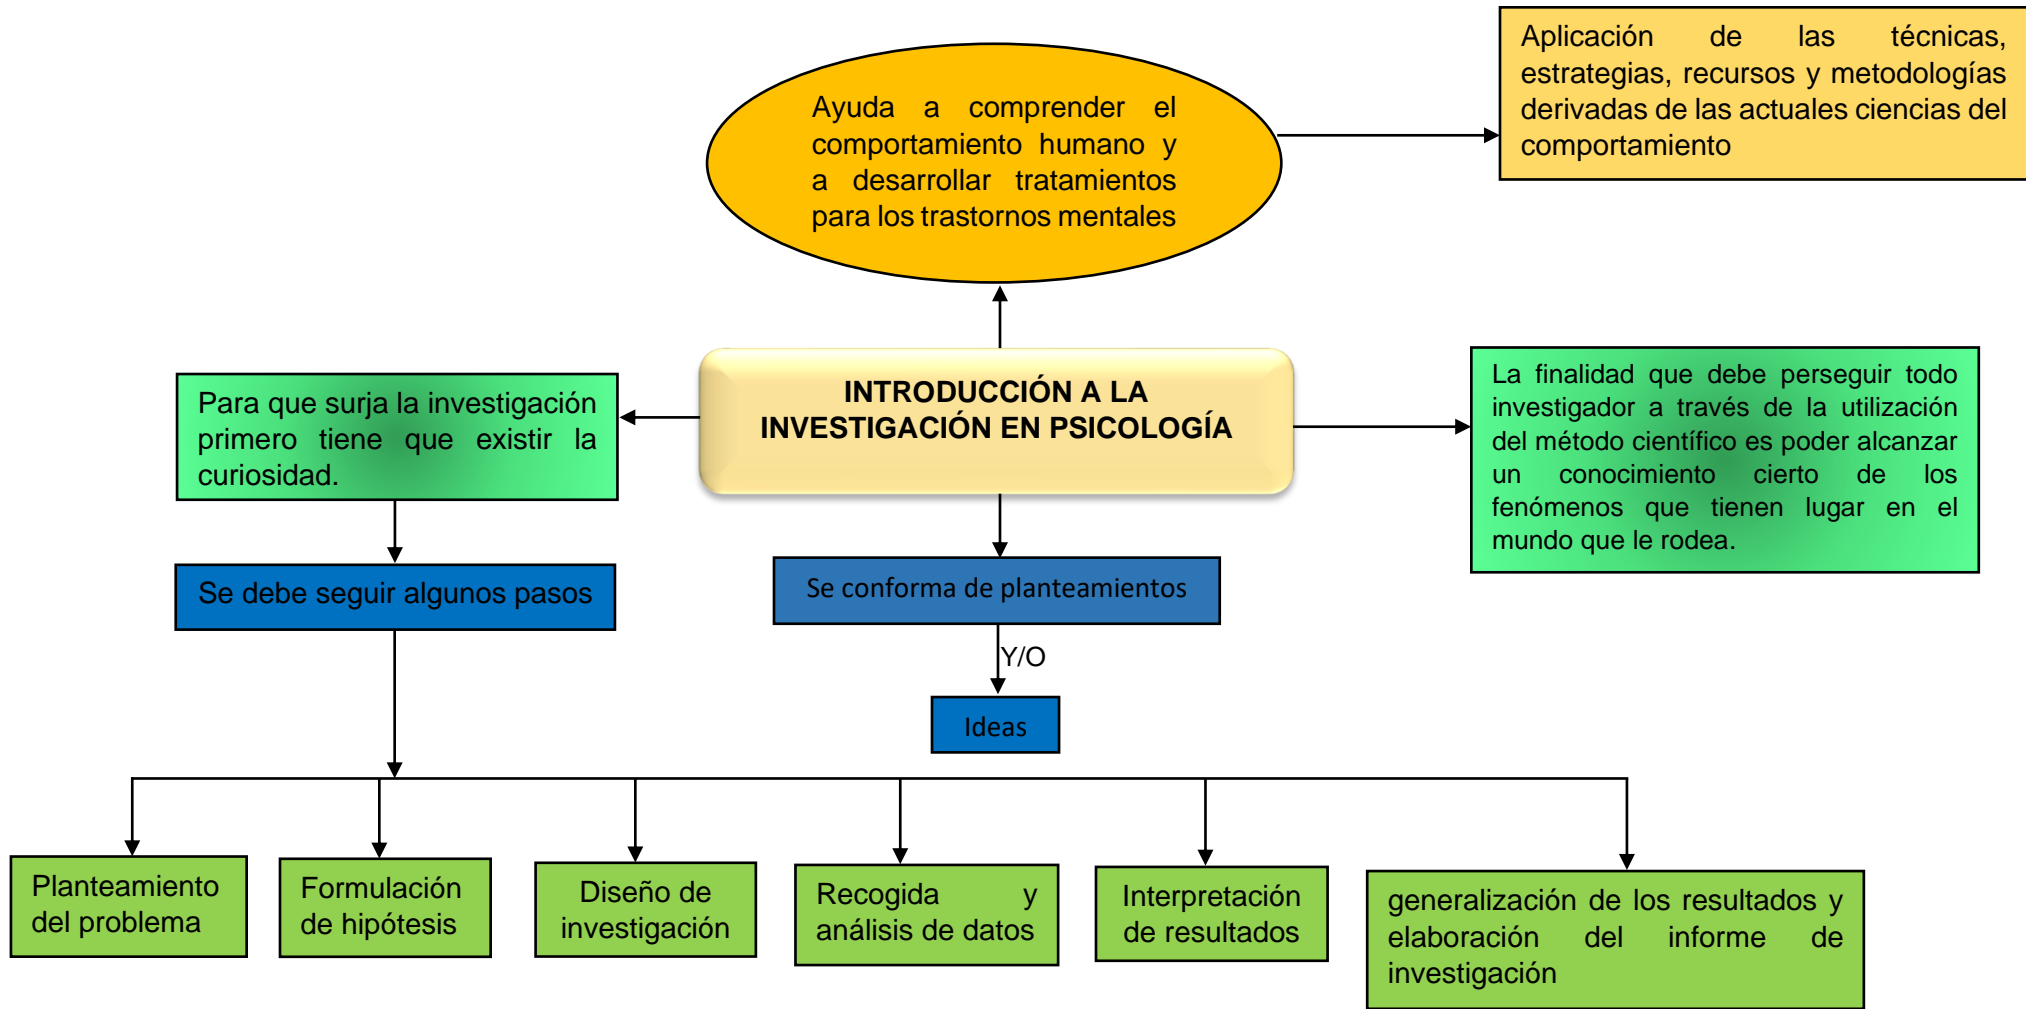 Aplicación de las técnicas,
estrategias, recursos y metodologías
derivadas de las actuales ciencias del
comportamiento
Ayuda a comprender el
comportamiento humano y
a desarrollar tratamientos
para los trastornos mentales
INTRODUCCIÓN A LA
INVESTIGACIÓN EN PSICOLOGÍA
Para que surja la investigación
primero tiene que existir la
curiosidad.
La finalidad que debe perseguir todo
investigador a través de la utilización
del método científico es poder alcanzar
un conocimiento cierto de los
fenómenos que tienen lugar en el
mundo que le rodea.
Se debe seguir algunos pasos
Se conforma de planteamientos
Y/O
Ideas
Planteamiento
del problema
Formulación
de hipótesis
Diseño de
investigación
Recogida y
análisis de datos
Interpretación
de resultados
generalización de los resultados y
elaboración del informe de
investigación